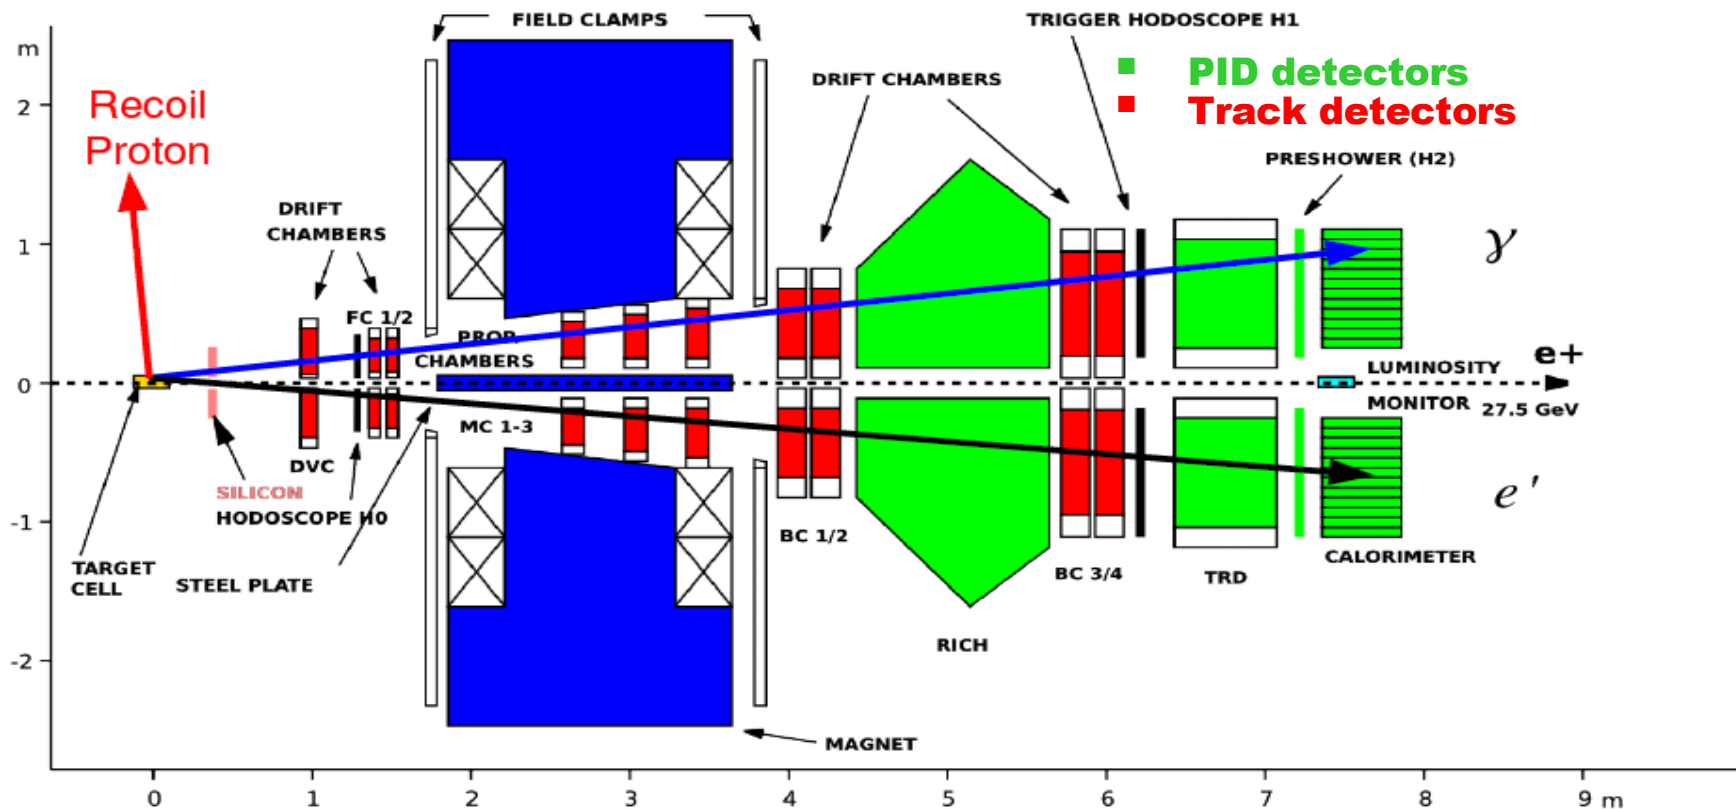 FIELD CLAMPS
TRIGGER HODOSCOPE H1
m
PID detectors
Track detectors
DRIFT CHAMBERS
2
Recoil
Proton
PRESHOWER (H2)
DRIFT
CHAMBERS
1
γ
FC 1/2
PROP.
CHAMBERS
0
LUMINOSITY
MONITOR
e+
27.5 GeV
MC 1-3
DVC
SILICON
HODOSCOPE H0
e'
-1
BC 1/2
TARGET
CELL
STEEL PLATE
BC 3/4
TRD
CALORIMETER
RICH
-2
MAGNET
0 1 2 3 4 5 6 7 8 9 m